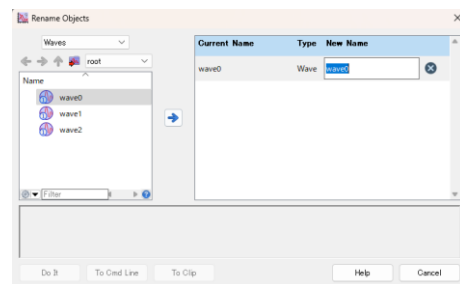 Rename Objects
Waves
root
Name
wave0
wave1
wave2
Filter
Current Name Type New Name
wave0 Wave wave0
Do It To Cmd Line To Clip Help Cancel